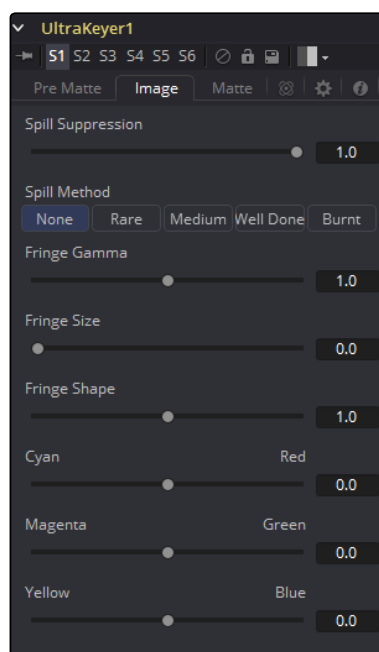 UltraKeyer1
S1 S2 S3 S4 S5 S6
Pre Matte Image Matte
Spill Suppression
1.0
Spill Method
None Rare Medium Well Done Burnt
Fringe Gamma
1.0
Fringe Size
0.0
Fringe Shape
1.0
Cyan Red
0.0
Magenta Green
0.0
Yellow Blue
0.0